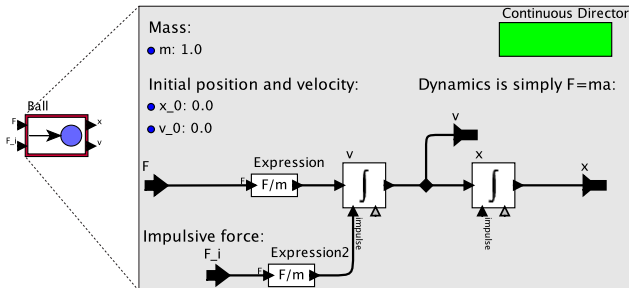 Continuous Director
Mass:
m: 1.0
Initial position and velocity:
Dynamics is simply F=ma:
x_0: 0.0
v_0: 0.0
Ball
F
x
F_i
v
v
F
Expression
v
x
x
F
F/m
∫
∫
impulse
impulse
Impulsive force:
F_i
Expression2
F
F/m